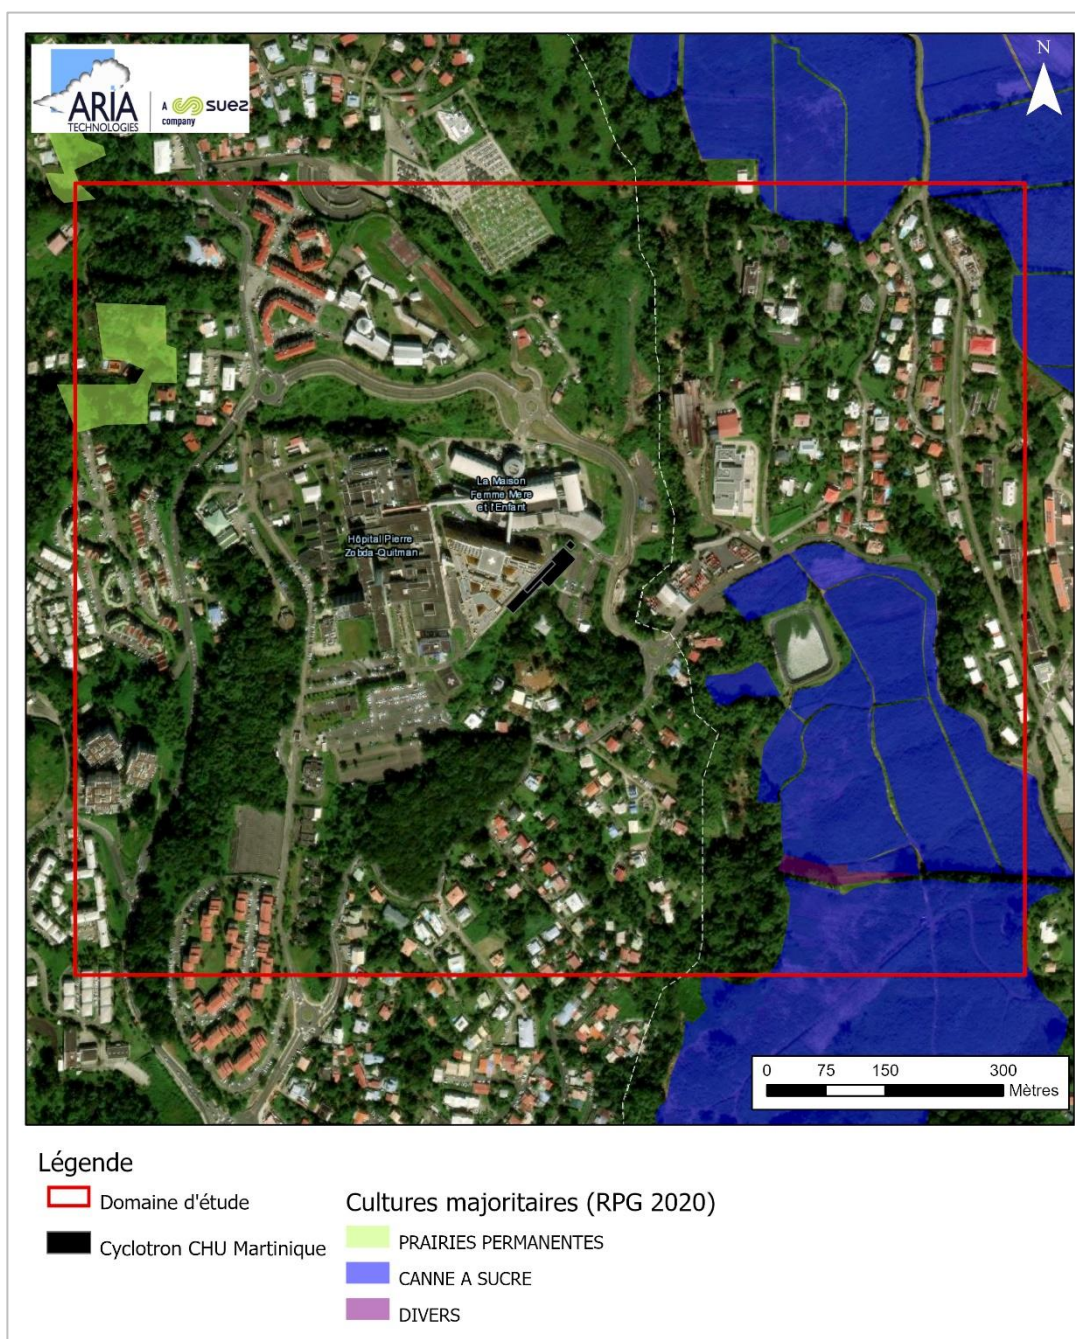 ARIA
TECHNOLOGIES
A
company
suez
N
La Maison
Femme Mere
et l'Enfant
Hôpital Pierre
Zobda-Quitman
0 75 150 300
Mètres
Légende
Domaine d'étude
Cyclotron CHU Martinique
Cultures majoritaires (RPG 2020)
PRAIRIES PERMANENTES
CANNE A SUCRE
DIVERS